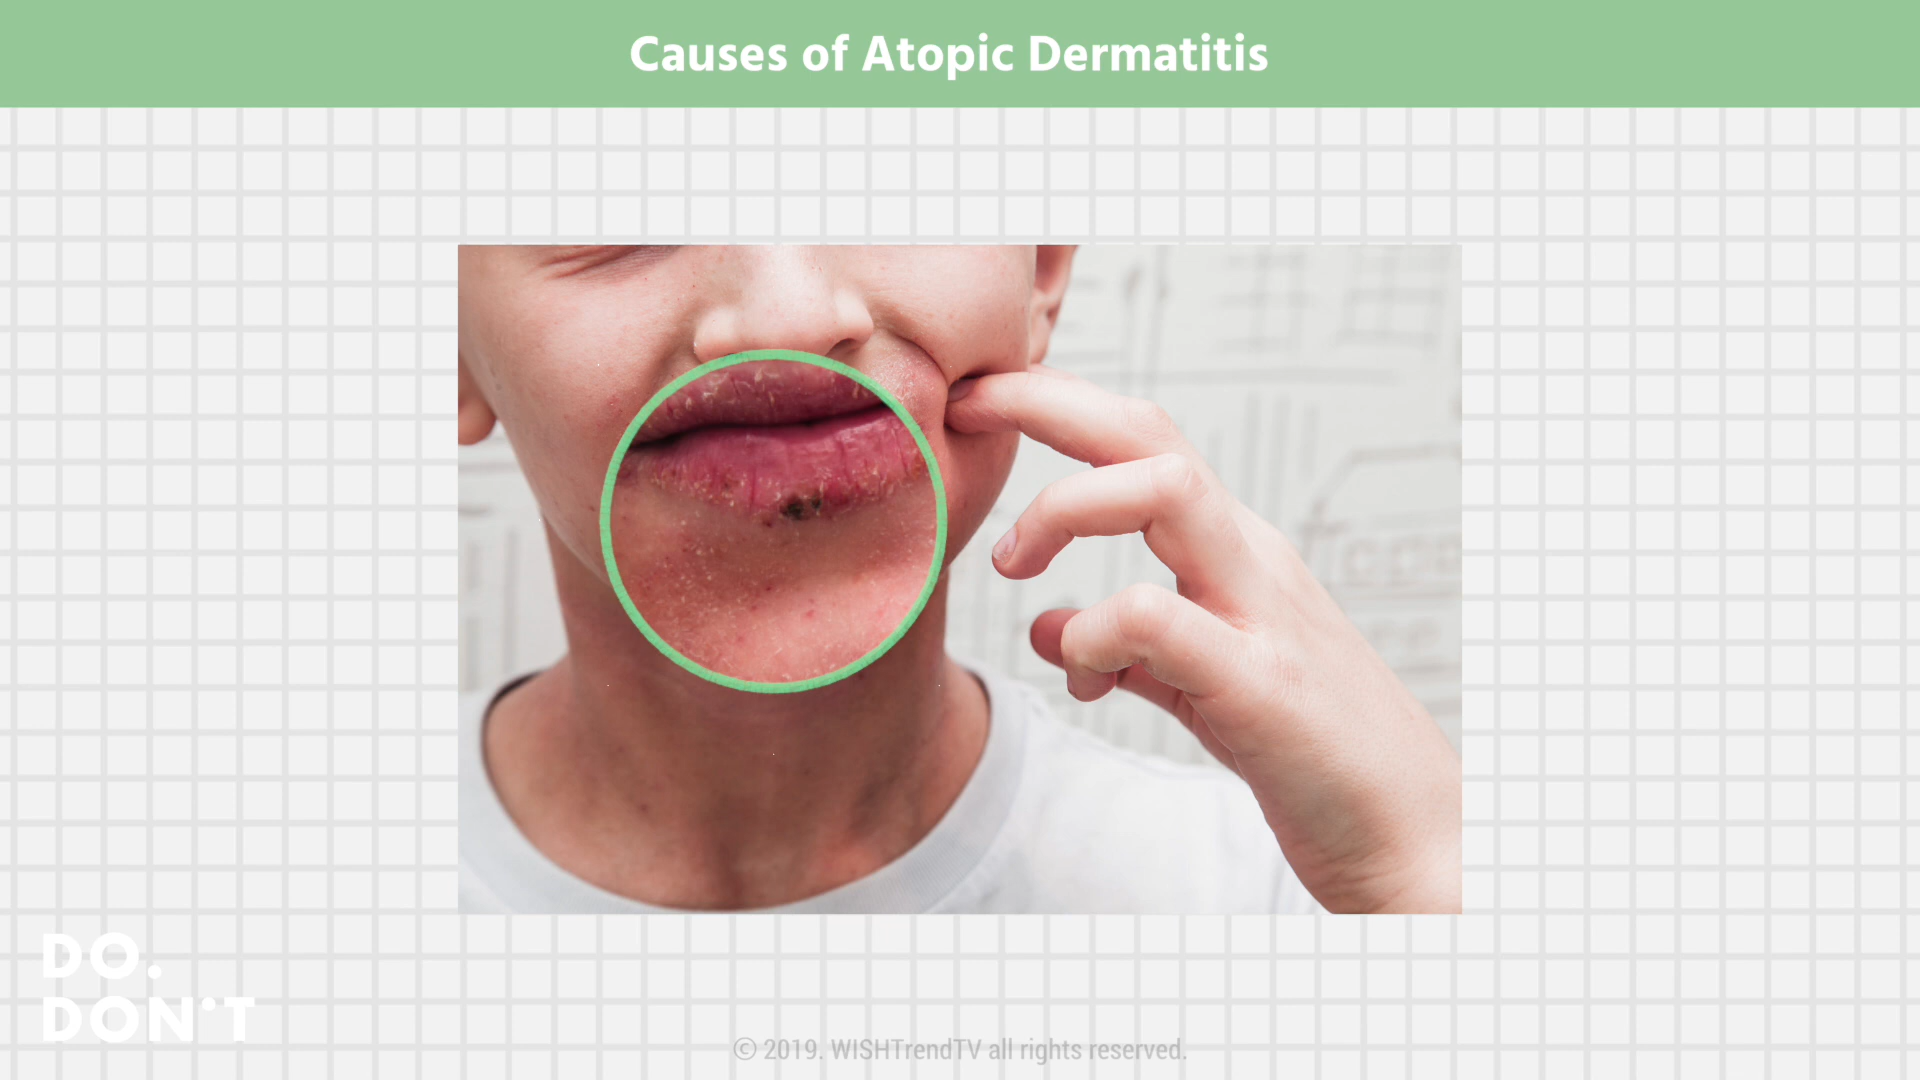 Causes of Atopic Dermatitis
DO.
DON'T
© 2019. WISHTrendTV all rights reserved.